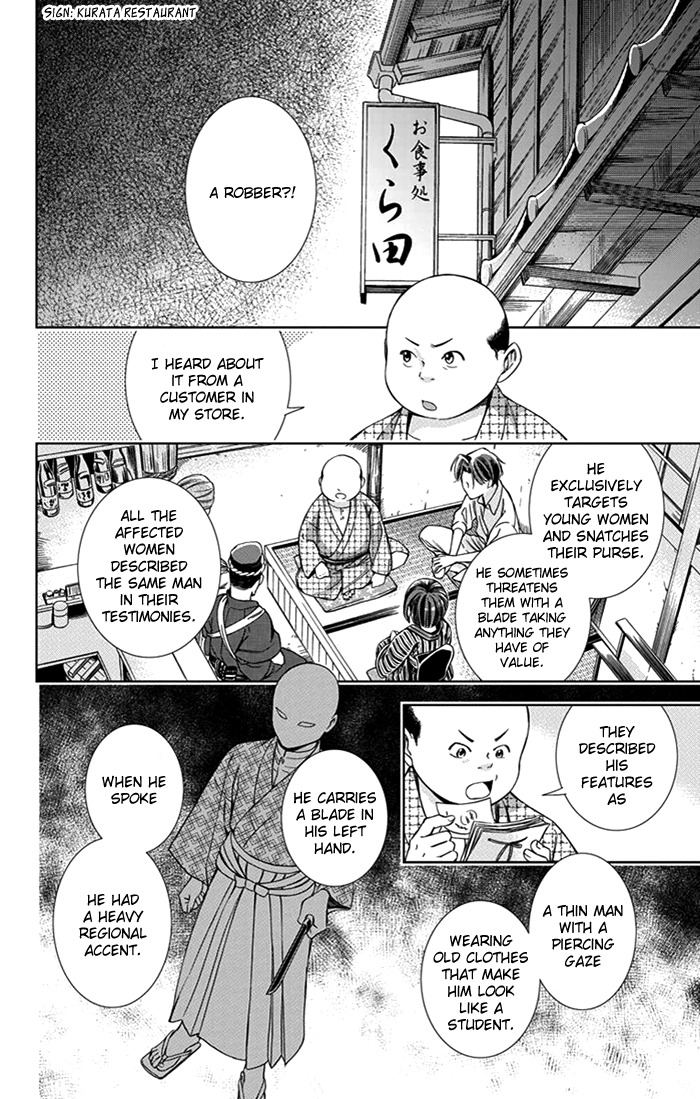 SIGN: KURATA RESTAURANT
お食事処
くら田
A ROBBER?!
I HEARD ABOUT
IT FROM A
CUSTOMER IN
MY STORE.
HE
EXCLUSIVELY
TARGETS
YOUNG WOMEN
AND SNATCHES
THEIR PURSE.
HE SOMETIMES
THREATENS
THEM WITH A
BLADE TAKING
ANYTHING THEY
HAVE OF
VALUE.
ALL THE
AFFECTED
WOMEN
DESCRIBED
THE SAME MAN
IN THEIR
TESTIMONIES.
THEY
DESCRIBED
HIS
FEATURES
AS
A THIN MAN
WITH A
PIERCING
GAZE
WEARING
OLD CLOTHES
THAT MAKE
HIM LOOK
LIKE A
STUDENT.
HE CARRIES
A BLADE IN
HIS LEFT
HAND.
WHEN HE
SPOKE
HE HAD
A HEAVY
REGIONAL
ACCENT.